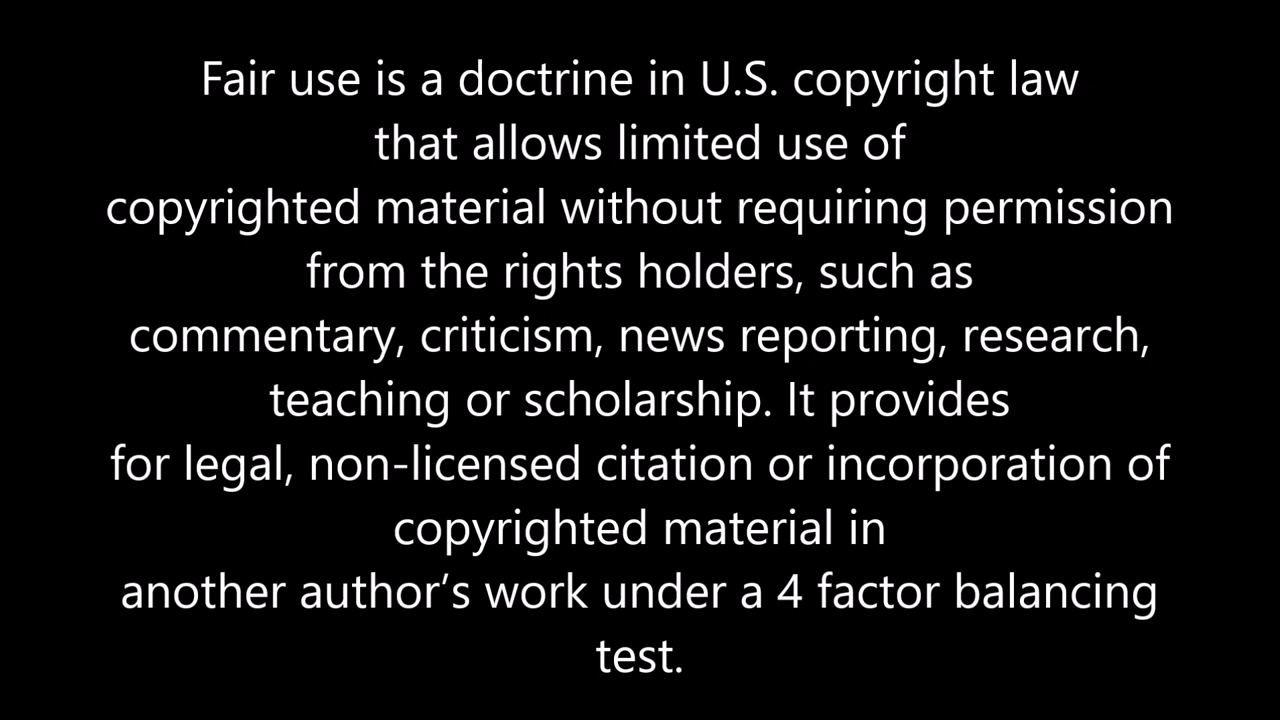 Fair use is a doctrine in U.S. copyright law
that allows limited use of
copyrighted material without requiring permission
from the rights holders, such as
commentary, criticism, news reporting, research,
teaching or scholarship. It provides
for legal, non-licensed citation or incorporation of
copyrighted material in
another author’s work under a 4 factor balancing
test.